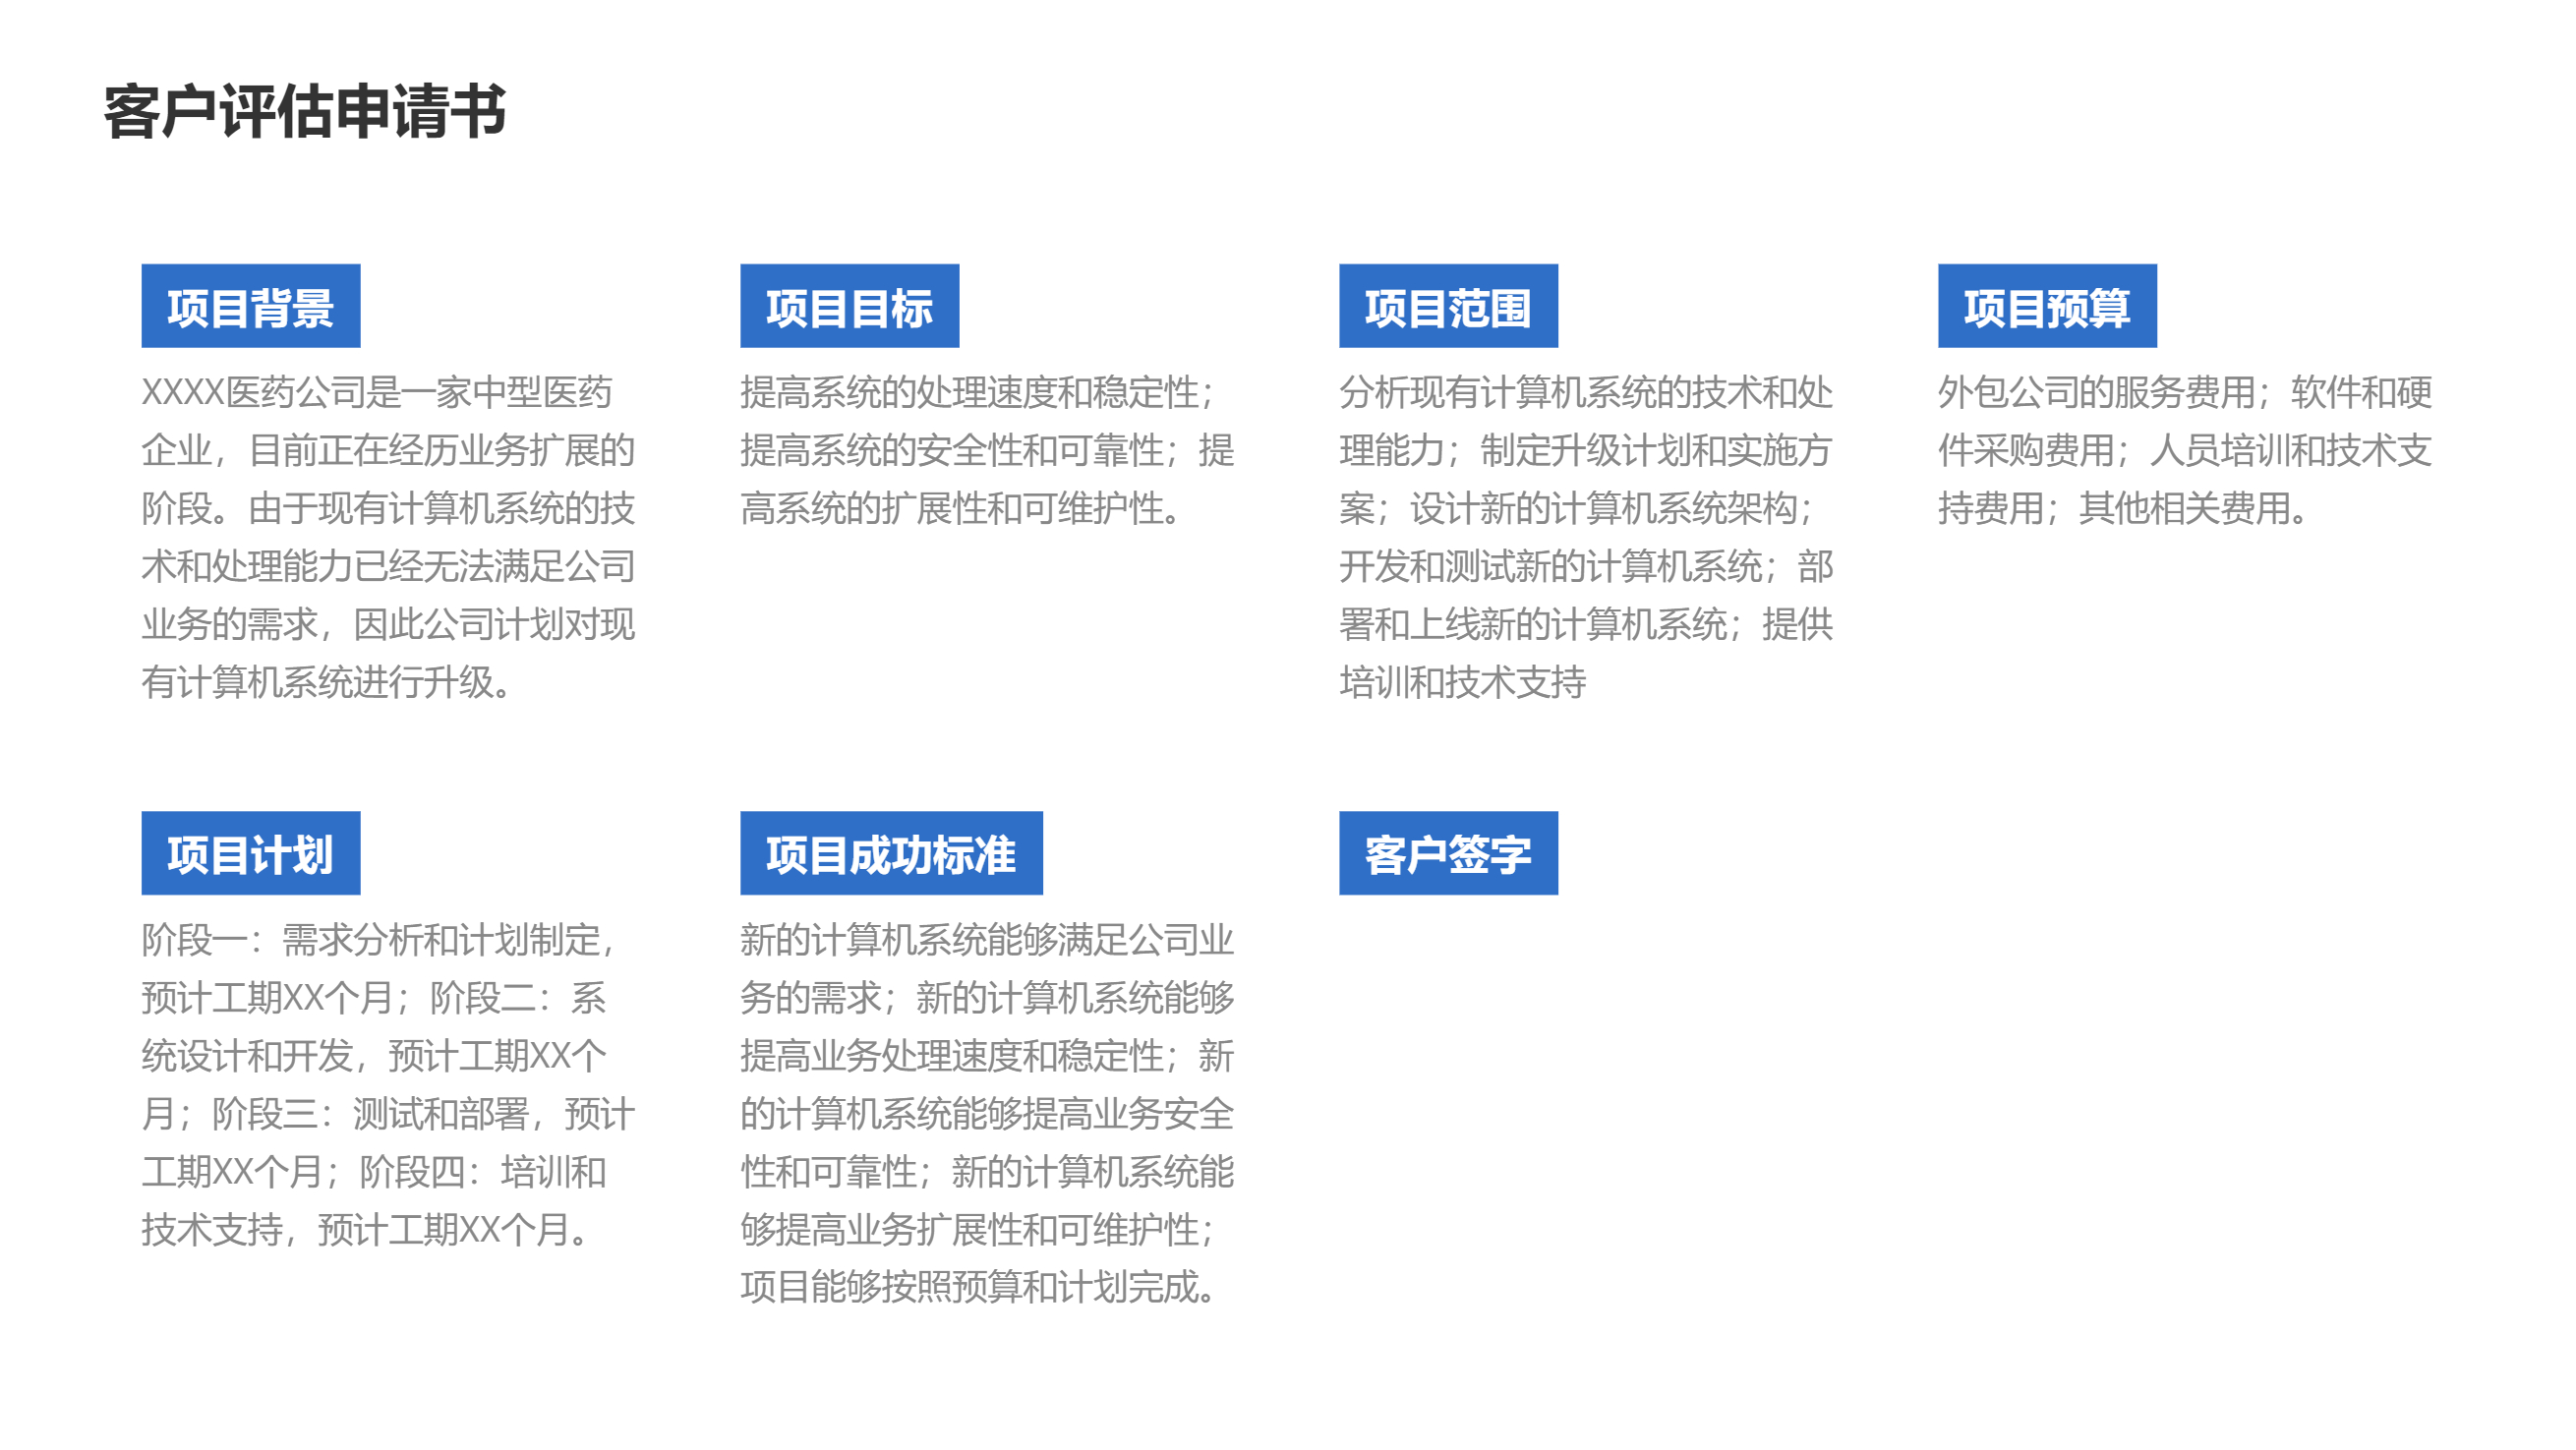 客户评估申请书
项目背景
XXXX医药公司是一家中型医药
企业，目前正在经历业务扩展的
阶段。由于现有计算机系统的技
术和处理能力已经无法满足公司
业务的需求，因此公司计划对现
有计算机系统进行升级。
项目目标
提高系统的处理速度和稳定性；
提高系统的安全性和可靠性；提
高系统的扩展性和可维护性。
项目范围
分析现有计算机系统的技术和处
理能力；制定升级计划和实施方
案；设计新的计算机系统架构；
开发和测试新的计算机系统；部
署和上线新的计算机系统；提供
培训和技术支持
项目预算
外包公司的服务费用；软件和硬
件采购费用；人员培训和技术支
持费用；其他相关费用。
项目计划
阶段一：需求分析和计划制定，
预计工期XX个月；阶段二：系
统设计和开发，预计工期XX个
月；阶段三：测试和部署，预计
工期XX个月；阶段四：培训和
技术支持，预计工期XX个月。
项目成功标准
新的计算机系统能够满足公司业
务的需求；新的计算机系统能够
提高业务处理速度和稳定性；新
的计算机系统能够提高业务安全
性和可靠性；新的计算机系统能
够提高业务扩展性和可维护性；
项目能够按照预算和计划完成。
客户签字